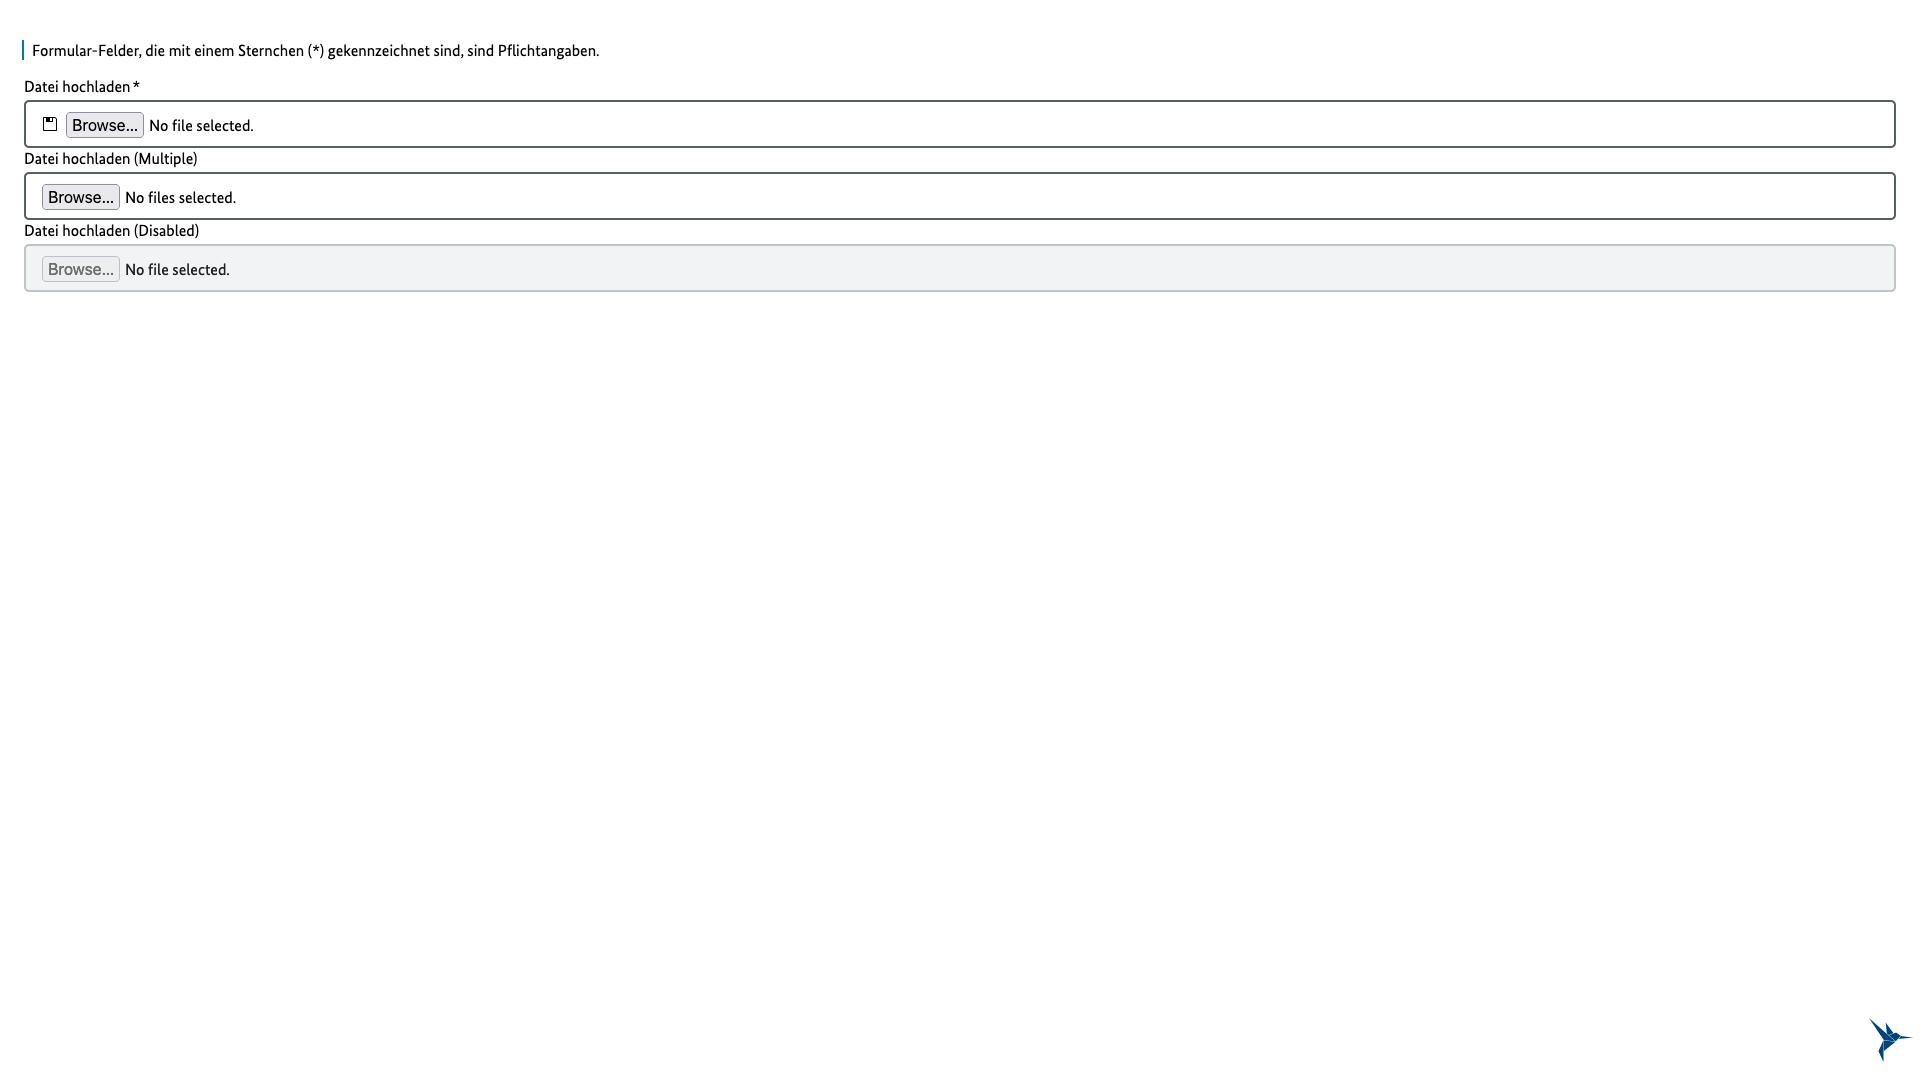 Formular-Felder, die mit einem Sternchen (*) gekennzeichnet sind, sind Pflichtangaben.
Datei hochladen *
Browse... No file selected.
Datei hochladen (Multiple)
Browse... No files selected.
Datei hochladen (Disabled)
Browse... No file selected.